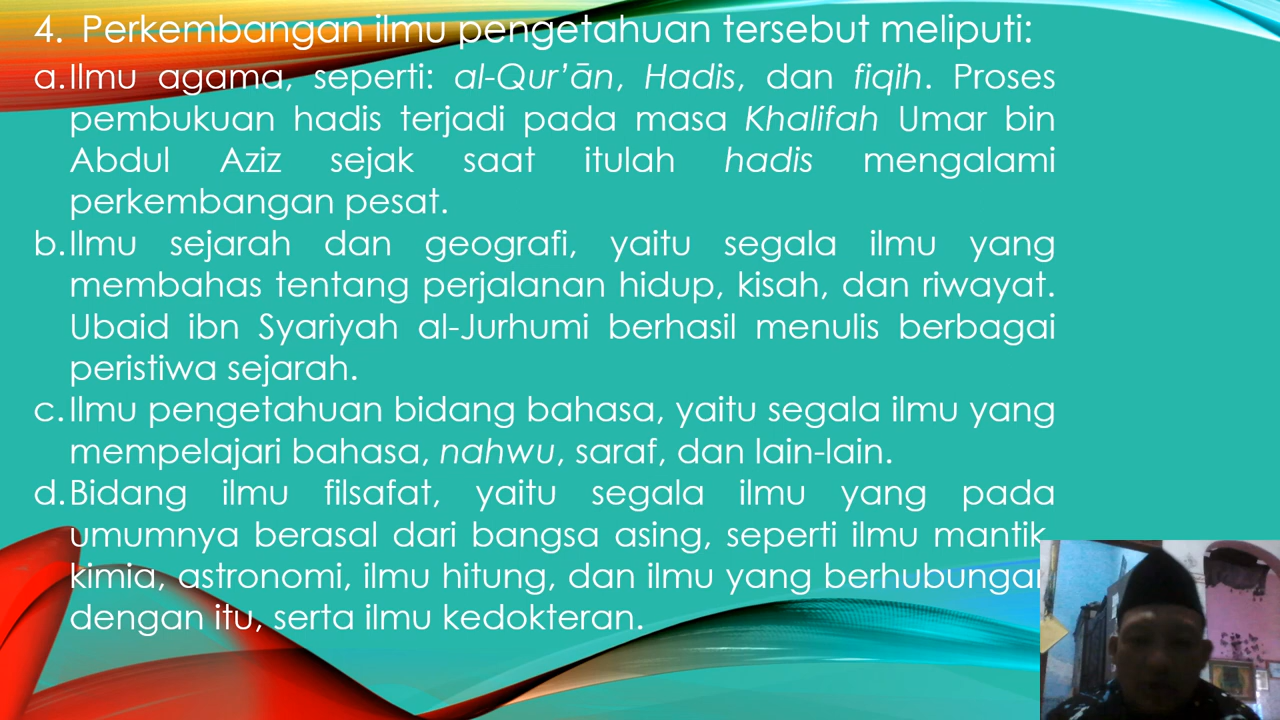 4. Perkembangan ilmu pengetahuan tersebut meliputi:
a.Ilmu agama, seperti: al-Qur’ān, Hadis, dan fiqih. Proses
pembukuan hadis terjadi pada masa Khalifah Umar bin
Abdul Aziz sejak saat itulah hadis mengalami
perkembangan pesat.
b.Ilmu sejarah dan geografi, yaitu segala ilmu yang
membahas tentang perjalanan hidup, kisah, dan riwayat.
Ubaid ibn Syariyah al-Jurhumi berhasil menulis berbagai
peristiwa sejarah.
c.Ilmu pengetahuan bidang bahasa, yaitu segala ilmu yang
mempelajari bahasa, nahwu, saraf, dan lain-lain.
d.Bidang ilmu filsafat, yaitu segala ilmu yang pada
umumnya berasal dari bangsa asing, seperti ilmu mantik,
kimia, astronomi, ilmu hitung, dan ilmu yang berhubungan
dengan itu, serta ilmu kedokteran.